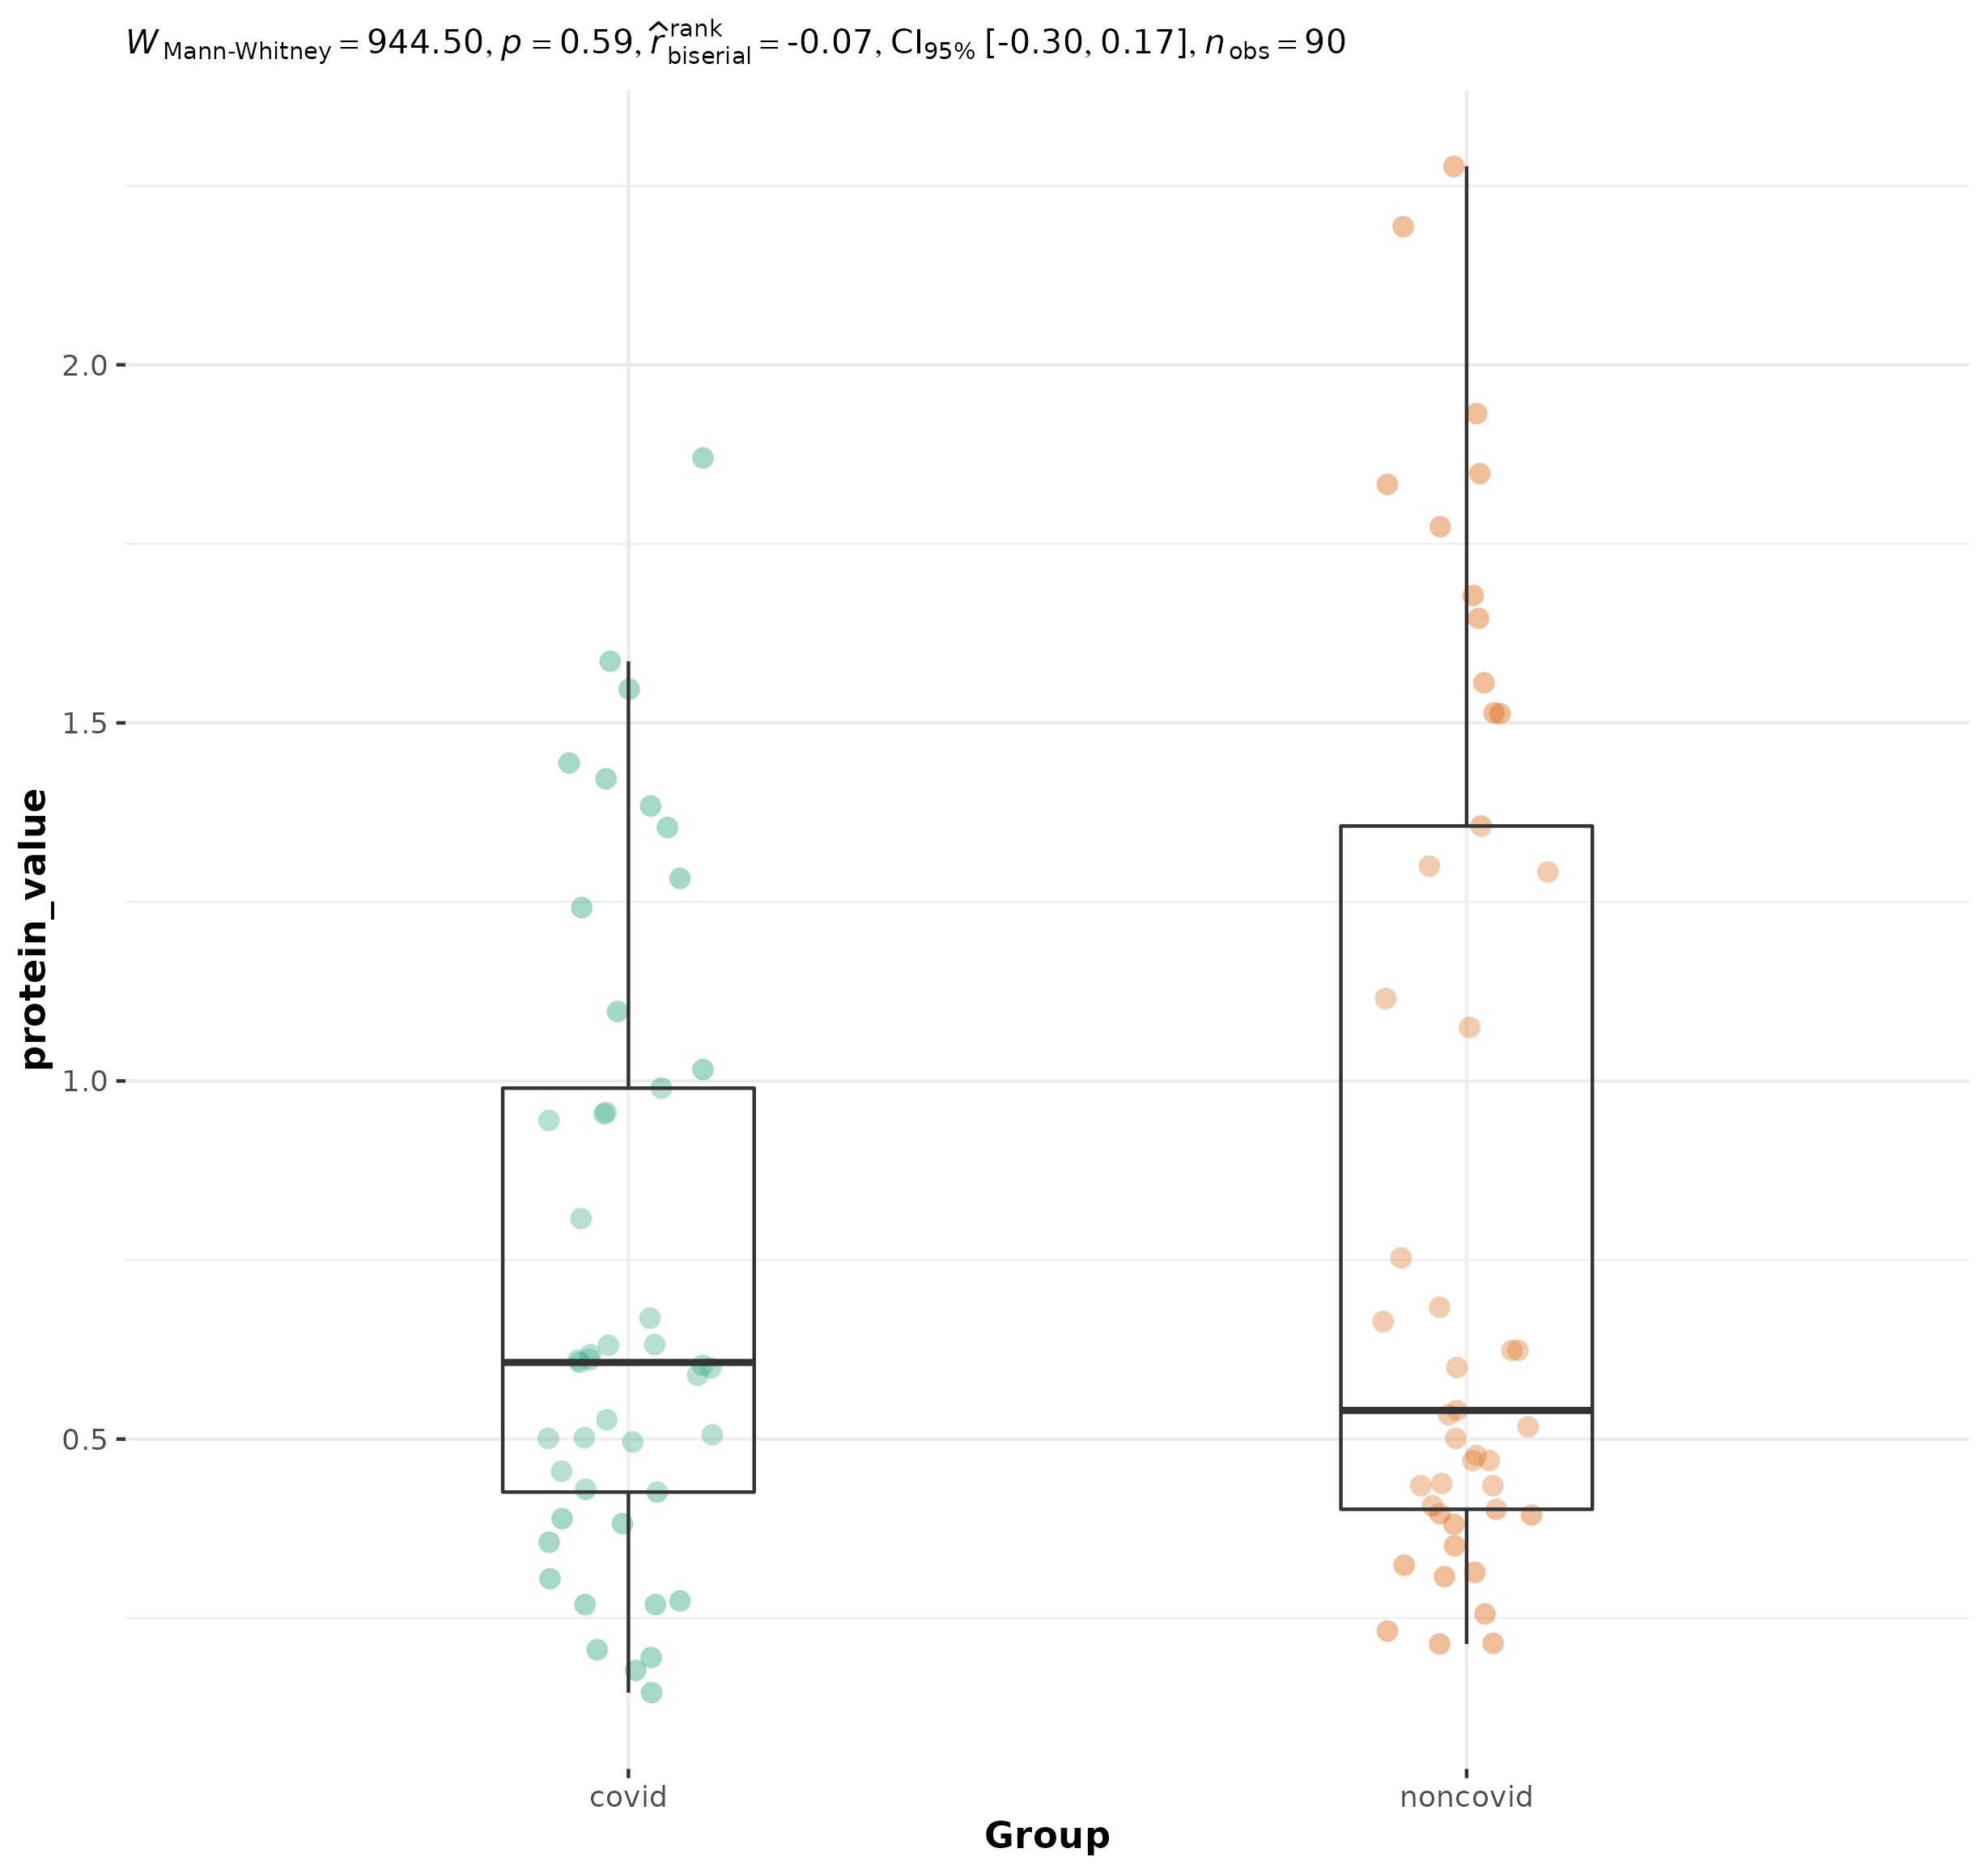 W Mann-Whitney = 944.50, p = 0.59, r̂ rank biserial = -0.07, CI95% [-0.30, 0.17], n obs = 90
protein_value
2.0
1.5
1.0
0.5
covid noncovid
Group